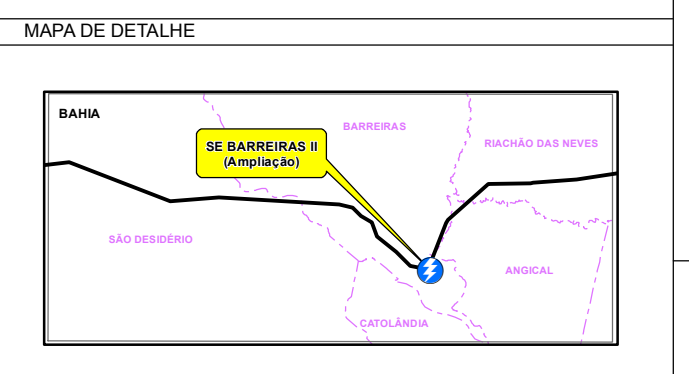 MAPA DE DETALHE
BAHIA
BARREIRAS
SE BARREIRAS II
(Ampliação)
RIACHÃO DAS NEVES
SÃO DESIDÉRIO
ANGICAL
CATOLÂNDIA